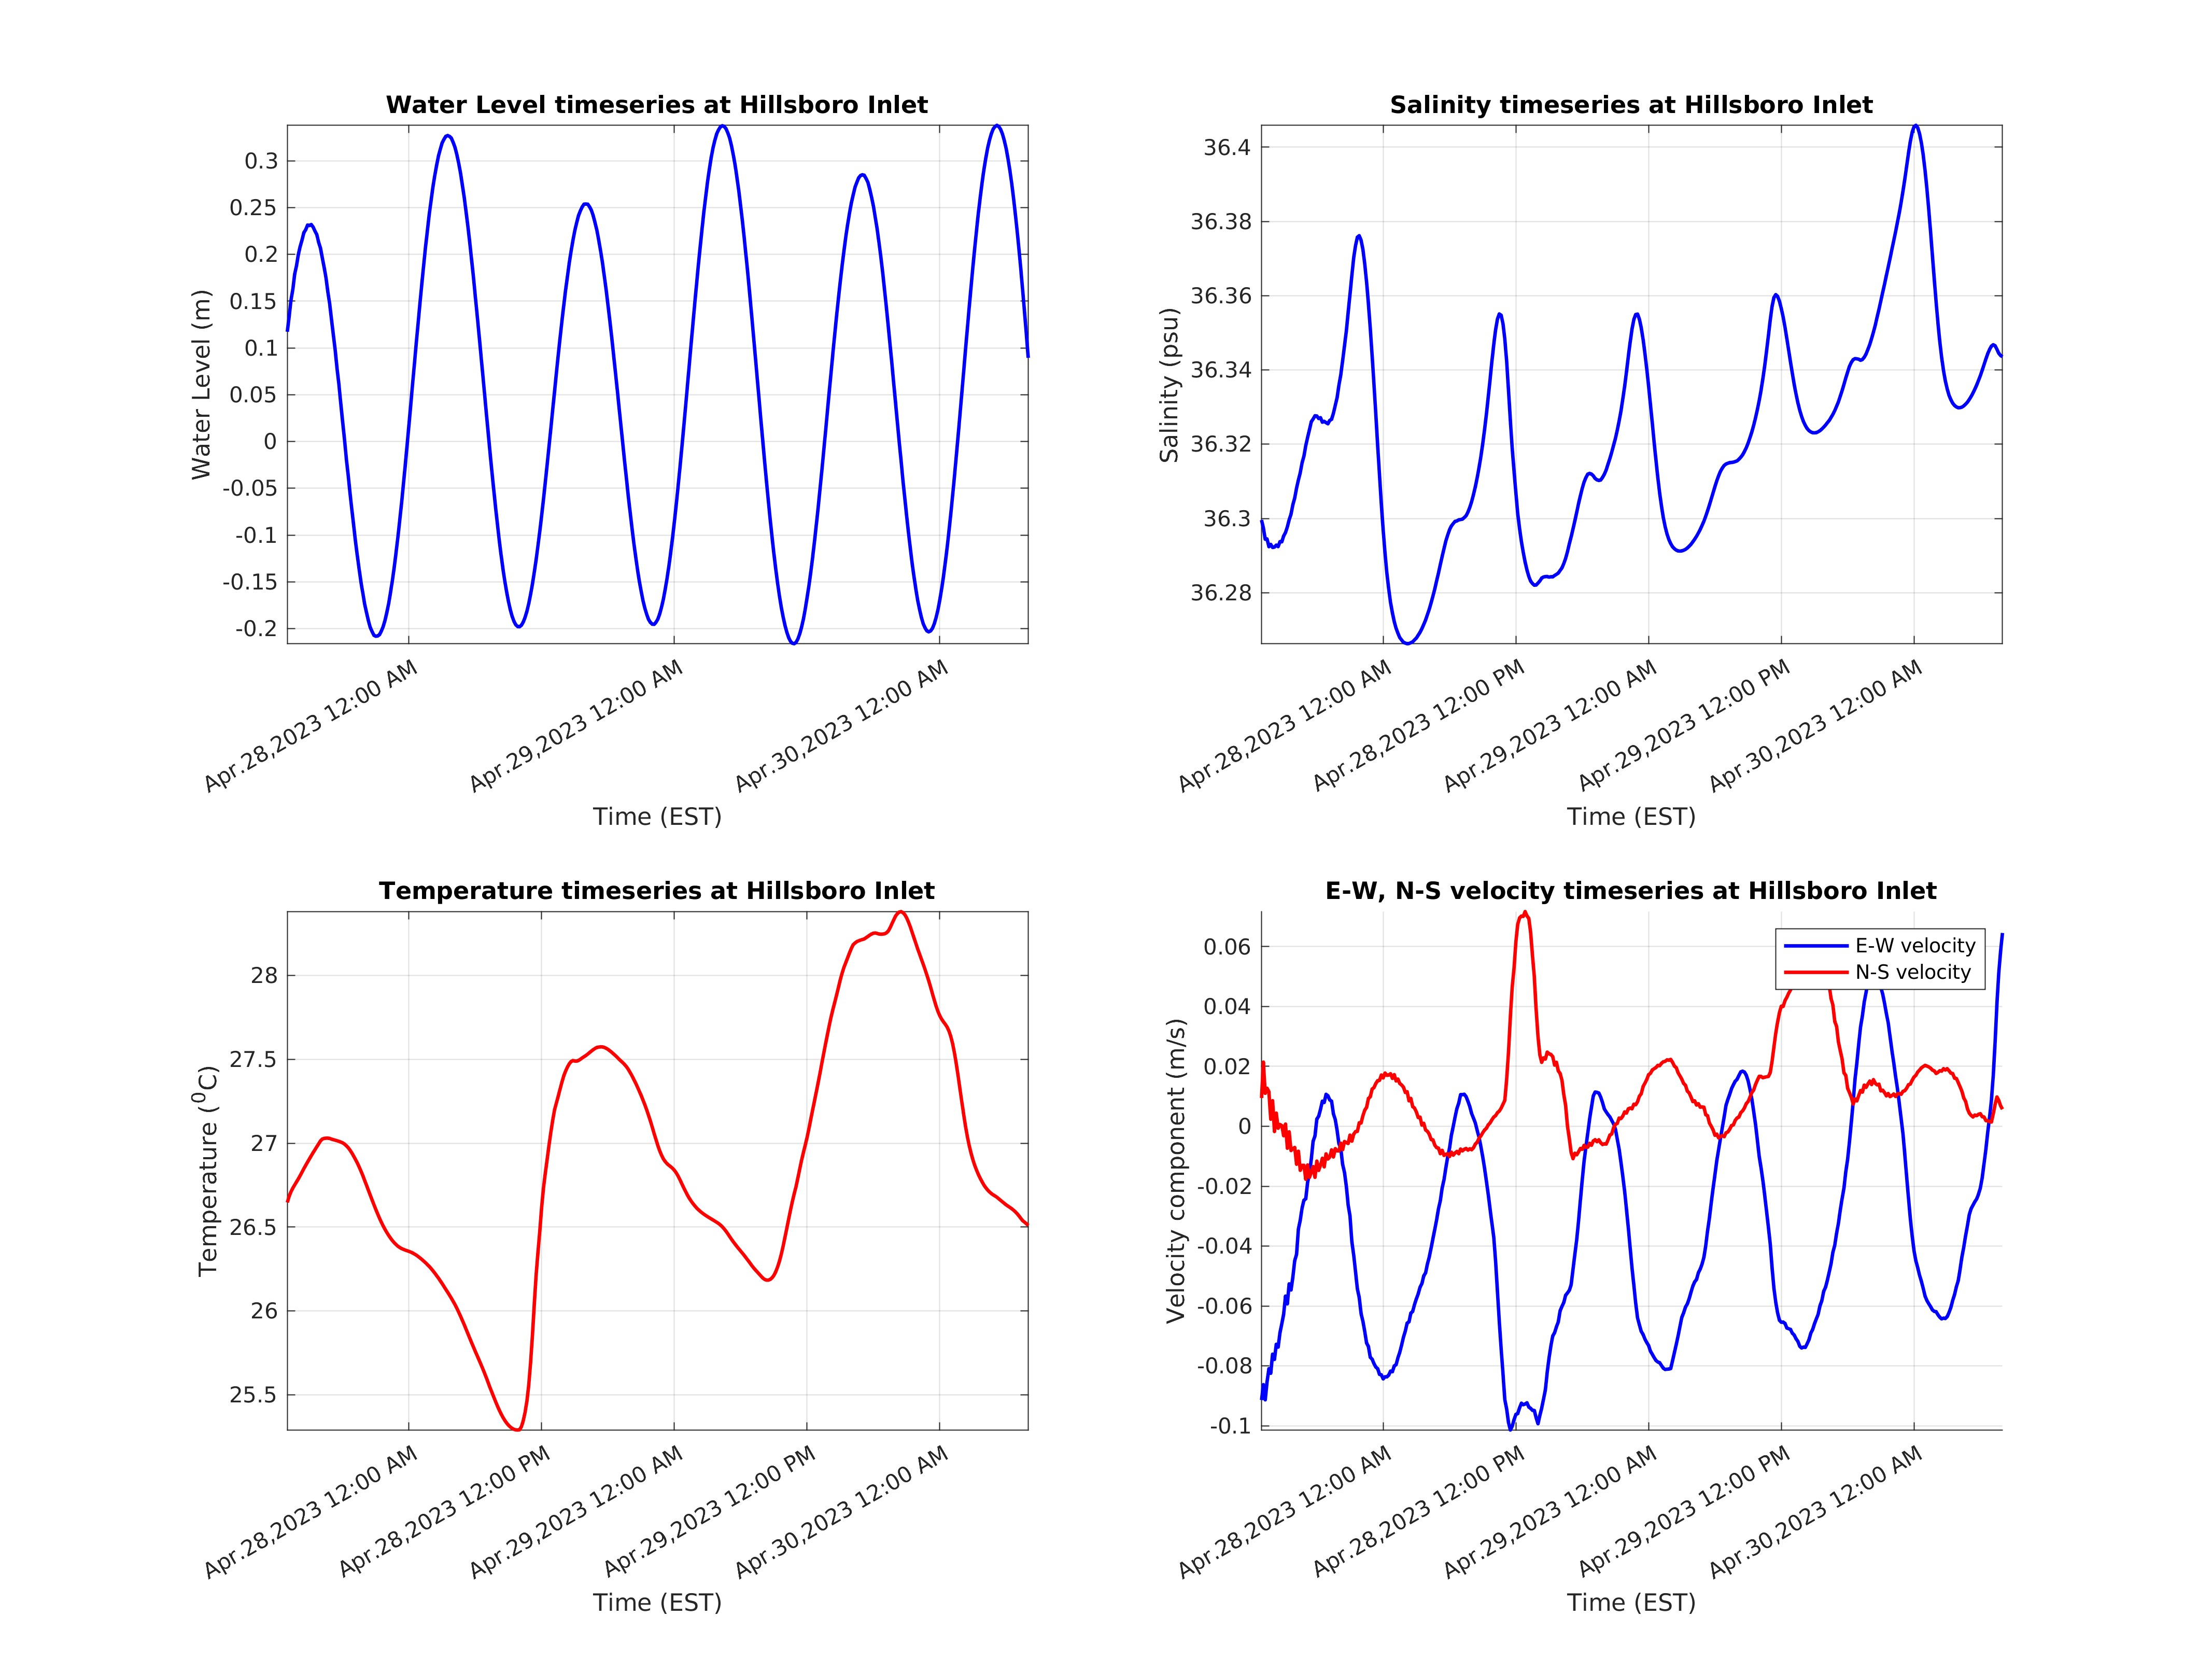 Water Level timeseries at Hillsboro Inlet
Water Level (m)
0.3
0.25
0.2
0.15
0.1
0.05
0
-0.05
-0.1
-0.15
-0.2
Apr.28,2023 12:00 AM
Apr.29,2023 12:00 AM
Apr.30,2023 12:00 AM
Time (EST)
Salinity timeseries at Hillsboro Inlet
Salinity (psu)
36.4
36.38
36.36
36.34
36.32
36.3
36.28
Apr.28,2023 12:00 AM
Apr.28,2023 12:00 PM
Apr.29,2023 12:00 AM
Apr.29,2023 12:00 PM
Apr.30,2023 12:00 AM
Time (EST)
Temperature timeseries at Hillsboro Inlet
Temperature (⁰C)
28
27.5
27
26.5
26
25.5
Apr.28,2023 12:00 AM
Apr.28,2023 12:00 PM
Apr.29,2023 12:00 AM
Apr.29,2023 12:00 PM
Apr.30,2023 12:00 AM
Time (EST)
E-W, N-S velocity timeseries at Hillsboro Inlet
Velocity component (m/s)
0.06
0.04
0.02
0
-0.02
-0.04
-0.06
-0.08
-0.1
E-W velocity
N-S velocity
Apr.28,2023 12:00 AM
Apr.28,2023 12:00 PM
Apr.29,2023 12:00 AM
Apr.29,2023 12:00 PM
Apr.30,2023 12:00 AM
Time (EST)